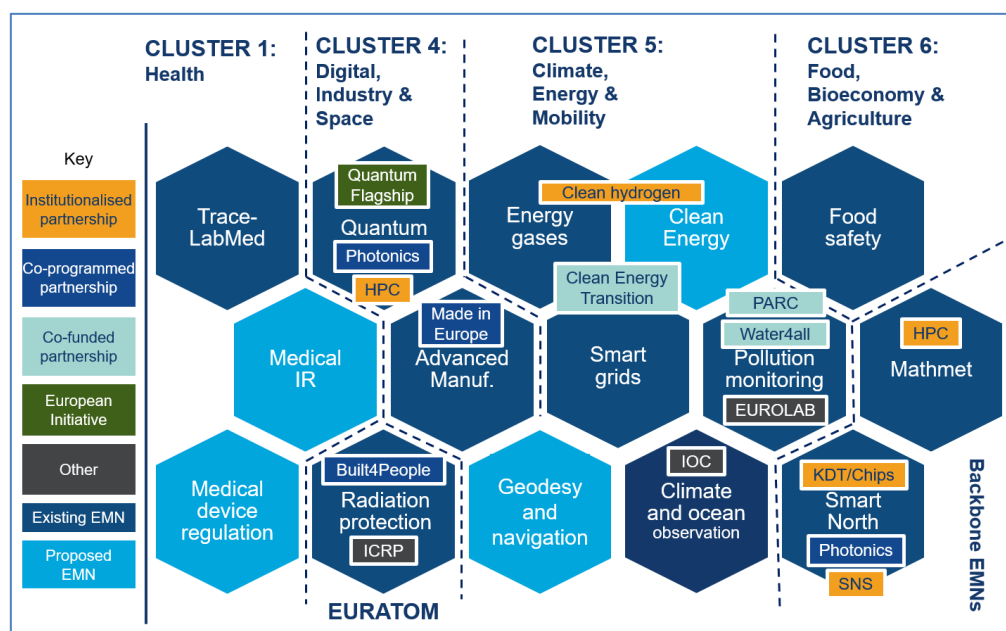 CLUSTER 1:
Health
CLUSTER 4:
Digital,
Industry &
Space
CLUSTER 5:
Climate,
Energy &
Mobility
CLUSTER 6:
Food,
Bioeconomy &
Agriculture
Key
Institutionalised
partnership
Co-programmed
partnership
Co-funded
partnership
European
Initiative
Other
Existing EMN
Proposed
EMN
Trace-
LabMed
Quantum
Flagship
Quantum
Photonics
HPC
Clean hydrogen
Energy
gases
Clean
Energy
Clean Energy
Transition
Food
safety
Medical
IR
Made in
Europe
Advanced
Manuf.
Smart
grids
PARC
Water4all
Pollution
monitoring
EUROLAB
HPC
Mathmet
Medical
device
regulation
Built4People
Radiation
protection
ICRP
Geodesy
and
navigation
IOC
Climate
and ocean
observation
KDT/Chips
Smart
North
Photonics
SNS
EURATOM
Backbone EMNs